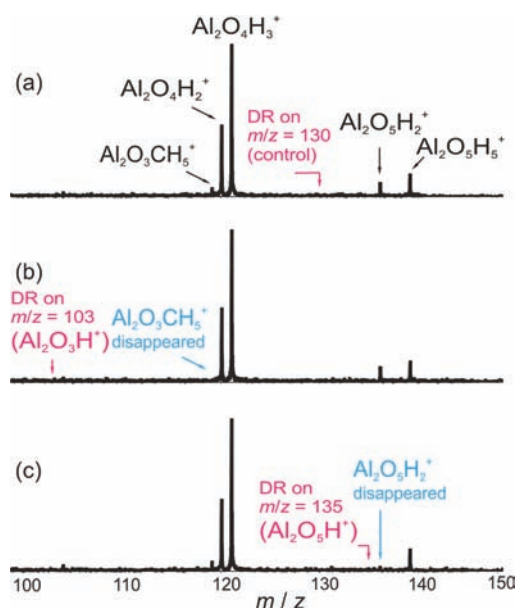 Al₂O₄H₃⁺
(a)
Al₂O₄H₂⁺
DR on
m/z = 130
(control)
Al₂O₅H₂⁺
Al₂O₃CH₅⁺
Al₂O₅H₅⁺
(b)
DR on
m/z = 103
(Al₂O₃H⁺)
Al₂O₃CH₅⁺
disappeared
(c)
Al₂O₅H₂⁺
disappeared
DR on
m/z = 135
(Al₂O₅H⁺)
100 110 120 130 140 150
m / z